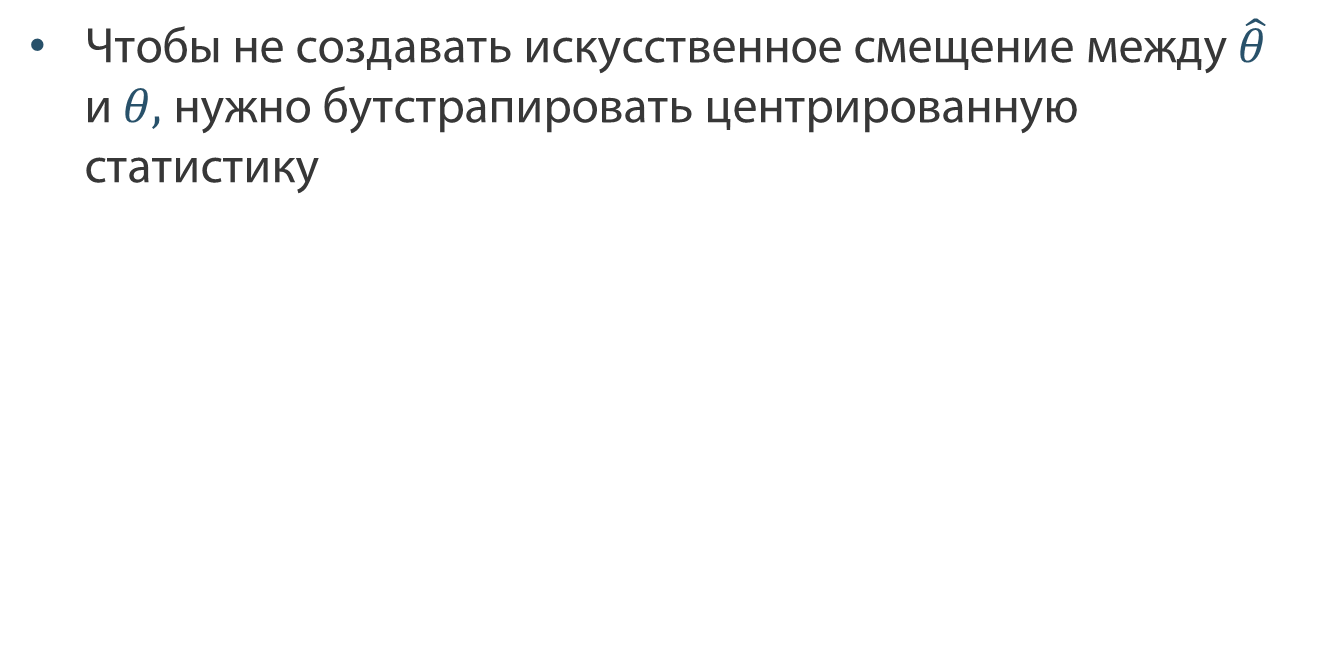 • Чтобы не создавать искусственное смещение между θ̂
и θ, нужно бутстрапировать центрированную
статистику